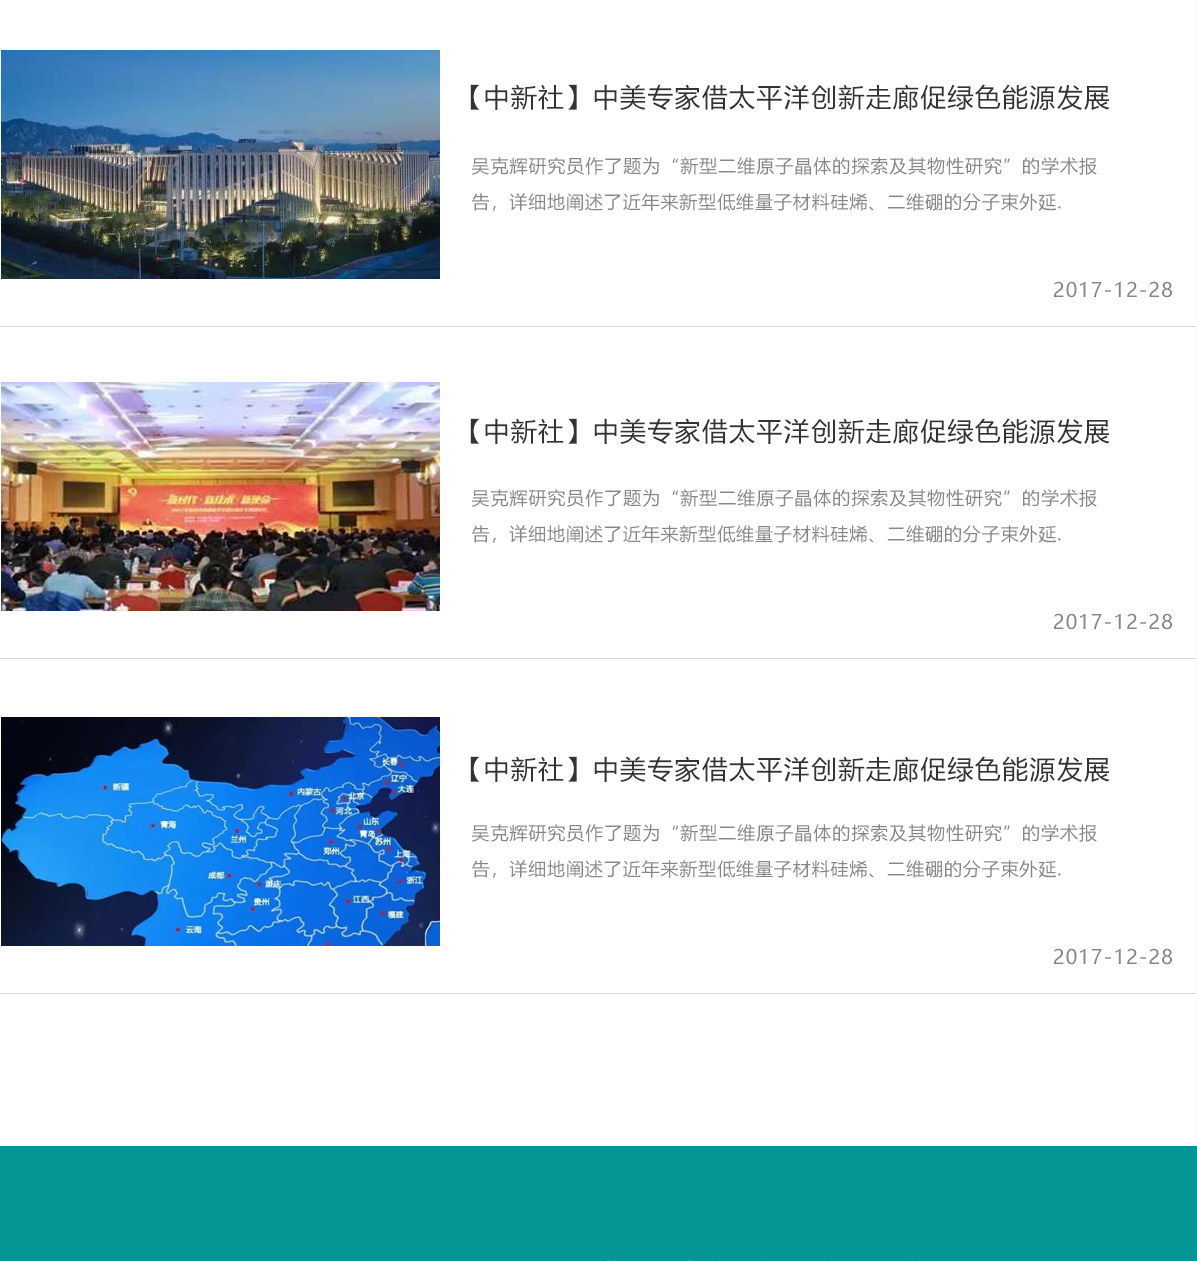 【中新社】中美专家借太平洋创新走廊促绿色能源发展
吴克辉研究员作了题为“新型二维原子晶体的探索及其物性研究”的学术报
告，详细地阐述了近年来新型低维量子材料硅烯、二维硼的分子束外延.
2017-12-28
新时代·新技术·新使命
【中新社】中美专家借太平洋创新走廊促绿色能源发展
吴克辉研究员作了题为“新型二维原子晶体的探索及其物性研究”的学术报
告，详细地阐述了近年来新型低维量子材料硅烯、二维硼的分子束外延.
2017-12-28
长春
辽宁
新疆
大连
内蒙古
北京
河北
青海
山东
青岛
兰州
苏州
郑州
上海
成都
重庆
浙江
贵州
江西
福建
云南
【中新社】中美专家借太平洋创新走廊促绿色能源发展
吴克辉研究员作了题为“新型二维原子晶体的探索及其物性研究”的学术报
告，详细地阐述了近年来新型低维量子材料硅烯、二维硼的分子束外延.
2017-12-28